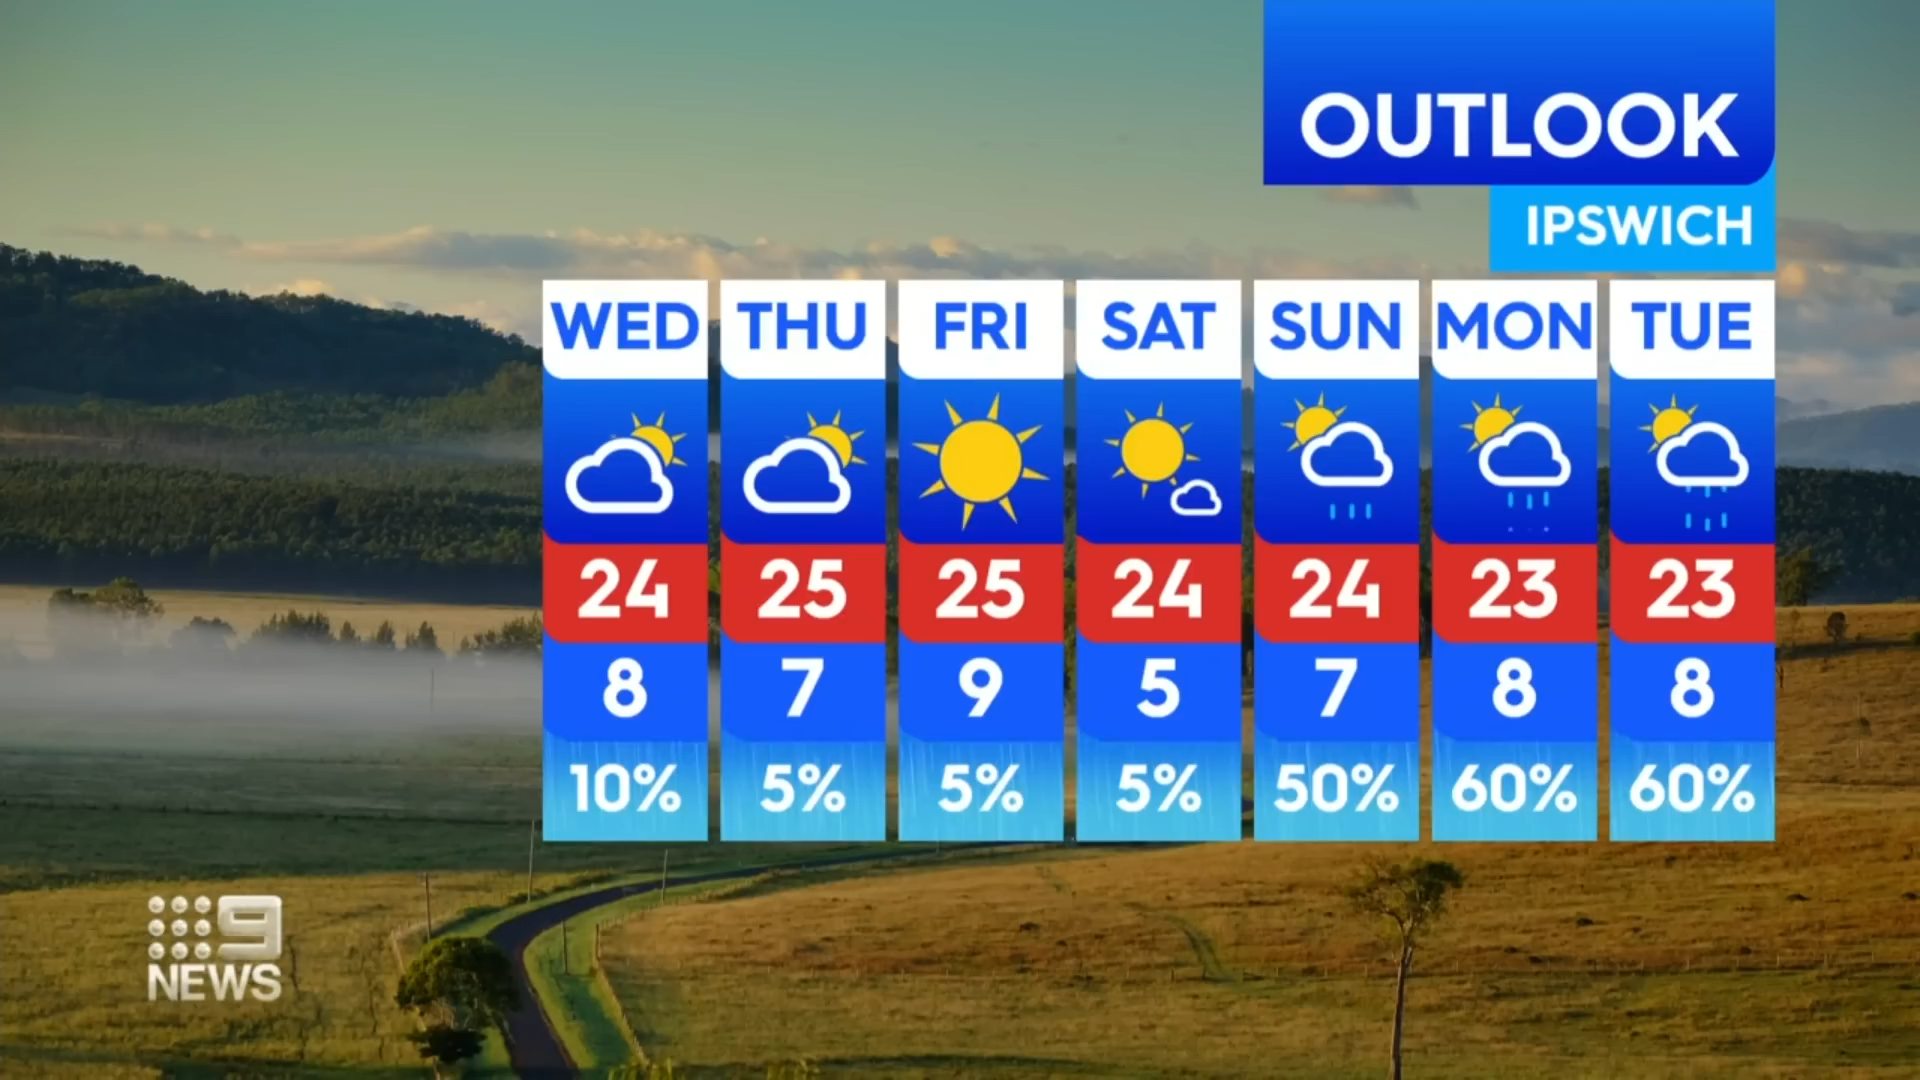 OUTLOOK
IPSWICH
WED THU FRI SAT SUN MON TUE
24 25 25 24 24 23 23
8 7 9 5 7 8 8
10% 5% 5% 5% 50% 60% 60%
9
NEWS